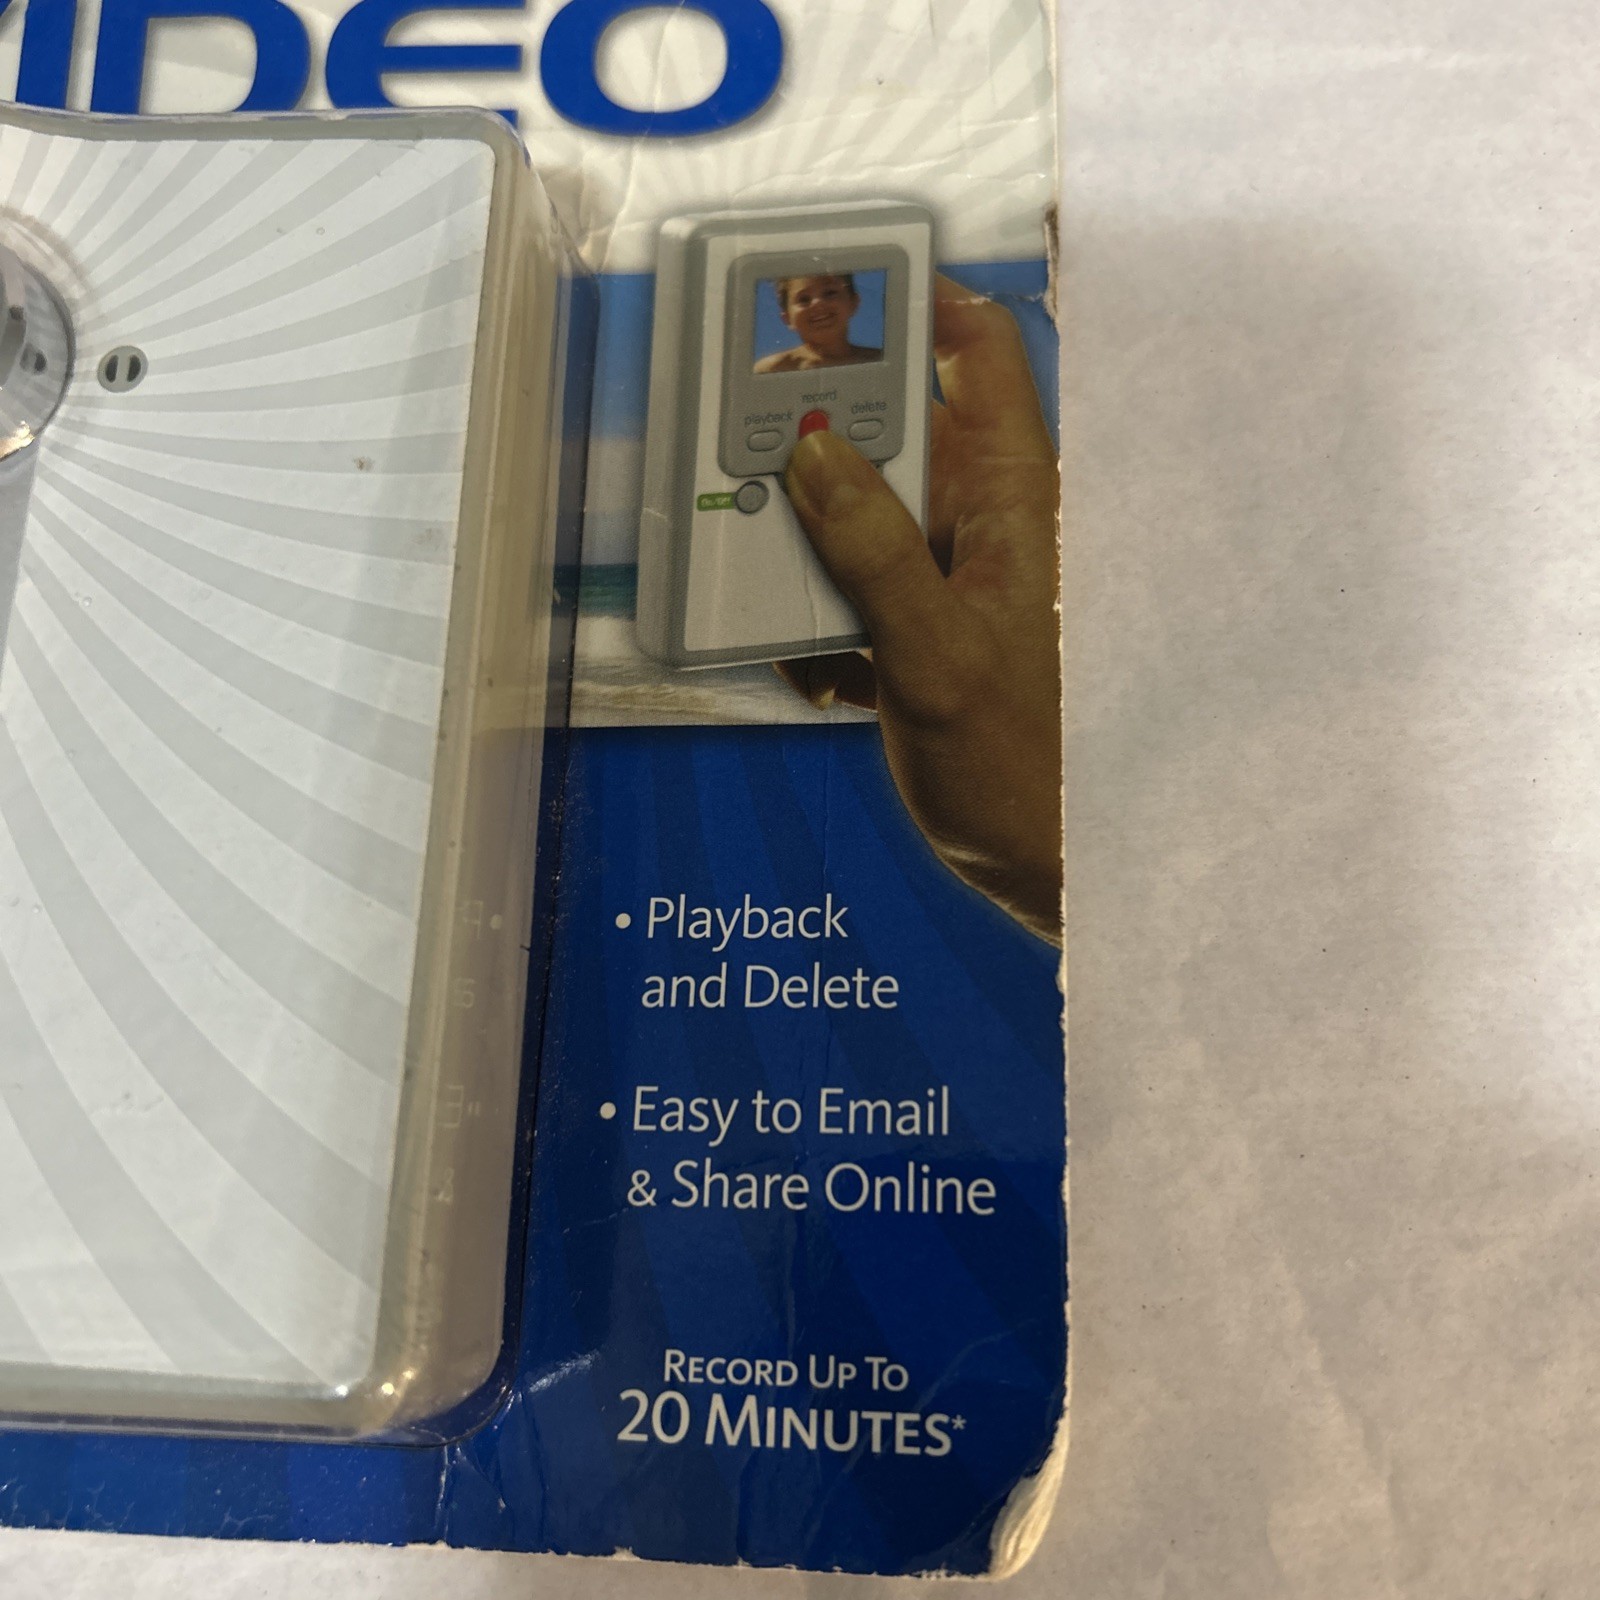 VIDEO
record
playback
delete
• Playback
and Delete
• Easy to Email
& Share Online
RECORD UP TO
20 MINUTES*